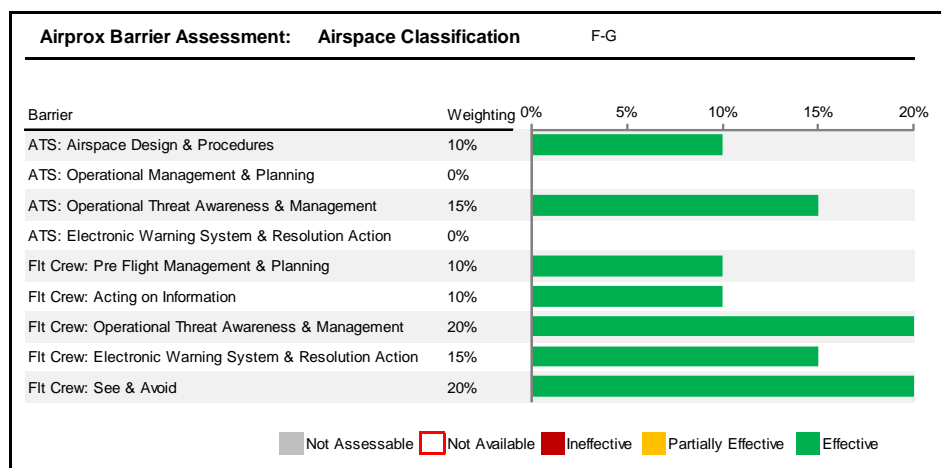 Airprox Barrier Assessment: Airspace Classification F-G
Barrier Weighting 0% 5% 10% 15% 20%
ATS: Airspace Design & Procedures 10%
ATS: Operational Management & Planning 0%
ATS: Operational Threat Awareness & Management 15%
ATS: Electronic Warning System & Resolution Action 0%
Flt Crew: Pre Flight Management & Planning 10%
Flt Crew: Acting on Information 10%
Flt Crew: Operational Threat Awareness & Management 20%
Flt Crew: Electronic Warning System & Resolution Action 15%
Flt Crew: See & Avoid 20%
Not Assessable Not Available Ineffective Partially Effective Effective